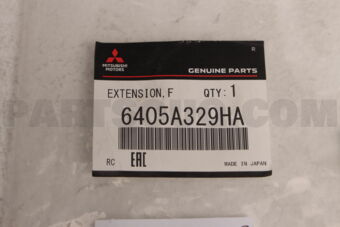 R
MITSUBISHI MOTORS
GENUINE PARTS
EXTENSION,F QTY:1
6405A329HA
RC EAC MADE IN JAPAN